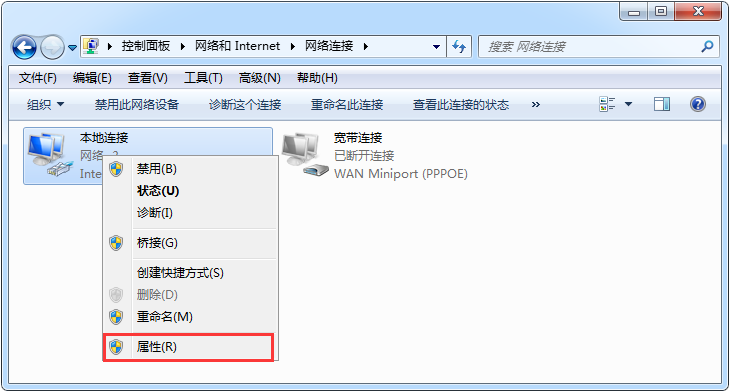 控制面板 ▸ 网络和 Internet ▸ 网络连接 ▸
搜索 网络连接
文件(F) 编辑(E) 查看(V) 工具(T) 高级(N) 帮助(H)
组织 禁用此网络设备 诊断这个连接 重命名此连接 查看此连接的状态 »
本地连接
网络
Inte
宽带连接
已断开连接
WAN Miniport (PPPOE)
禁用(B)
状态(U)
诊断(I)
桥接(G)
创建快捷方式(S)
删除(D)
重命名(M)
属性(R)